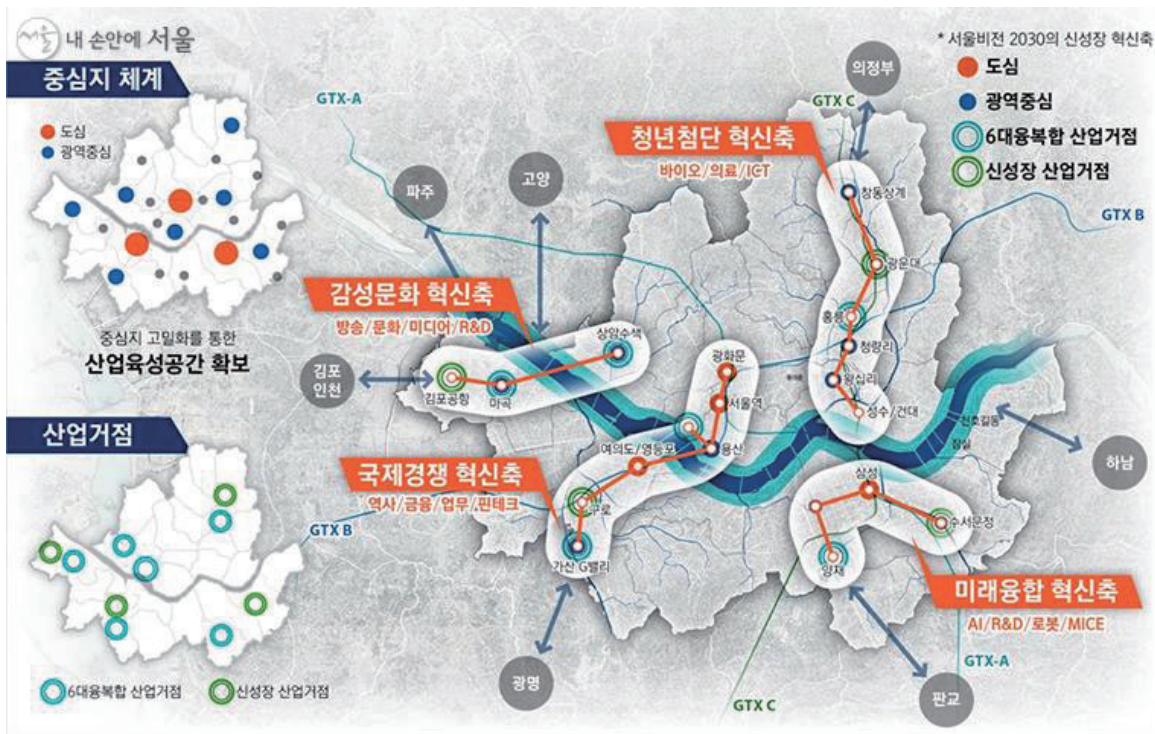 서울 내 손안에 서울
중심지 체계
도심
광역중심
중심지 고밀화를 통한
산업육성공간 확보
산업거점
6대융복합 산업거점
신성장 산업거점
* 서울비전 2030의 신성장 혁신축
도심
광역중심
6대융복합 산업거점
신성장 산업거점
GTX-A
GTX C
의정부
청년첨단 혁신축
바이오/의료/ICT
파주
고양
창동상계
GTX B
광운대
감성문화 혁신축
방송/문화/미디어/R&D
홍릉
상암수색
청량리
광화문
김포
인천
김포공항
마곡
왕십리
서울역
성수/건대
천호길동
잠실
여의도/영등포
용산
하남
국제경쟁 혁신축
역사/금융/업무/핀테크
삼성
구로
수서문정
GTX B
가산 G밸리
양재
미래융합 혁신축
AI/R&D/로봇/MICE
GTX-A
광명
판교
GTX C